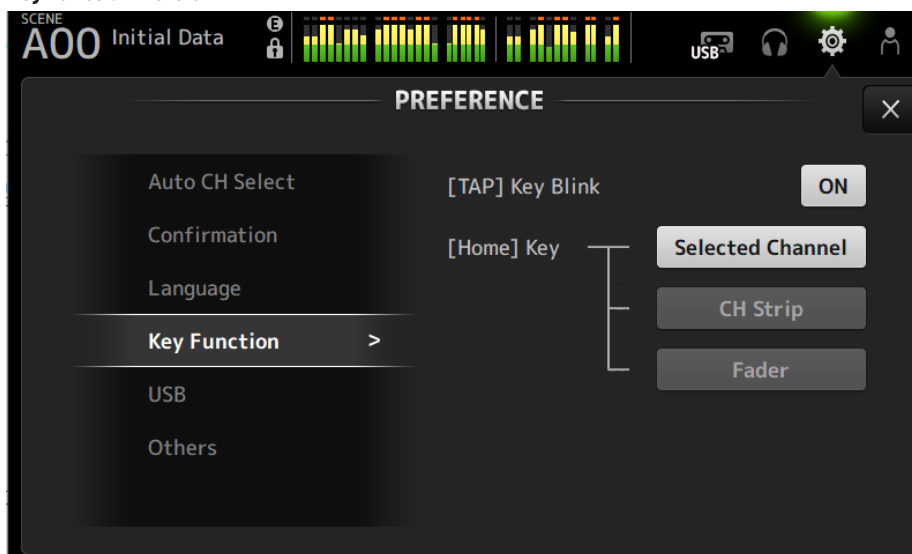 SCENE
A00 Initial Data
E
USB
PREFERENCE
Auto CH Select
[TAP] Key Blink
ON
Confirmation
[Home] Key
Selected Channel
Language
CH Strip
Key Function >
Fader
USB
Others